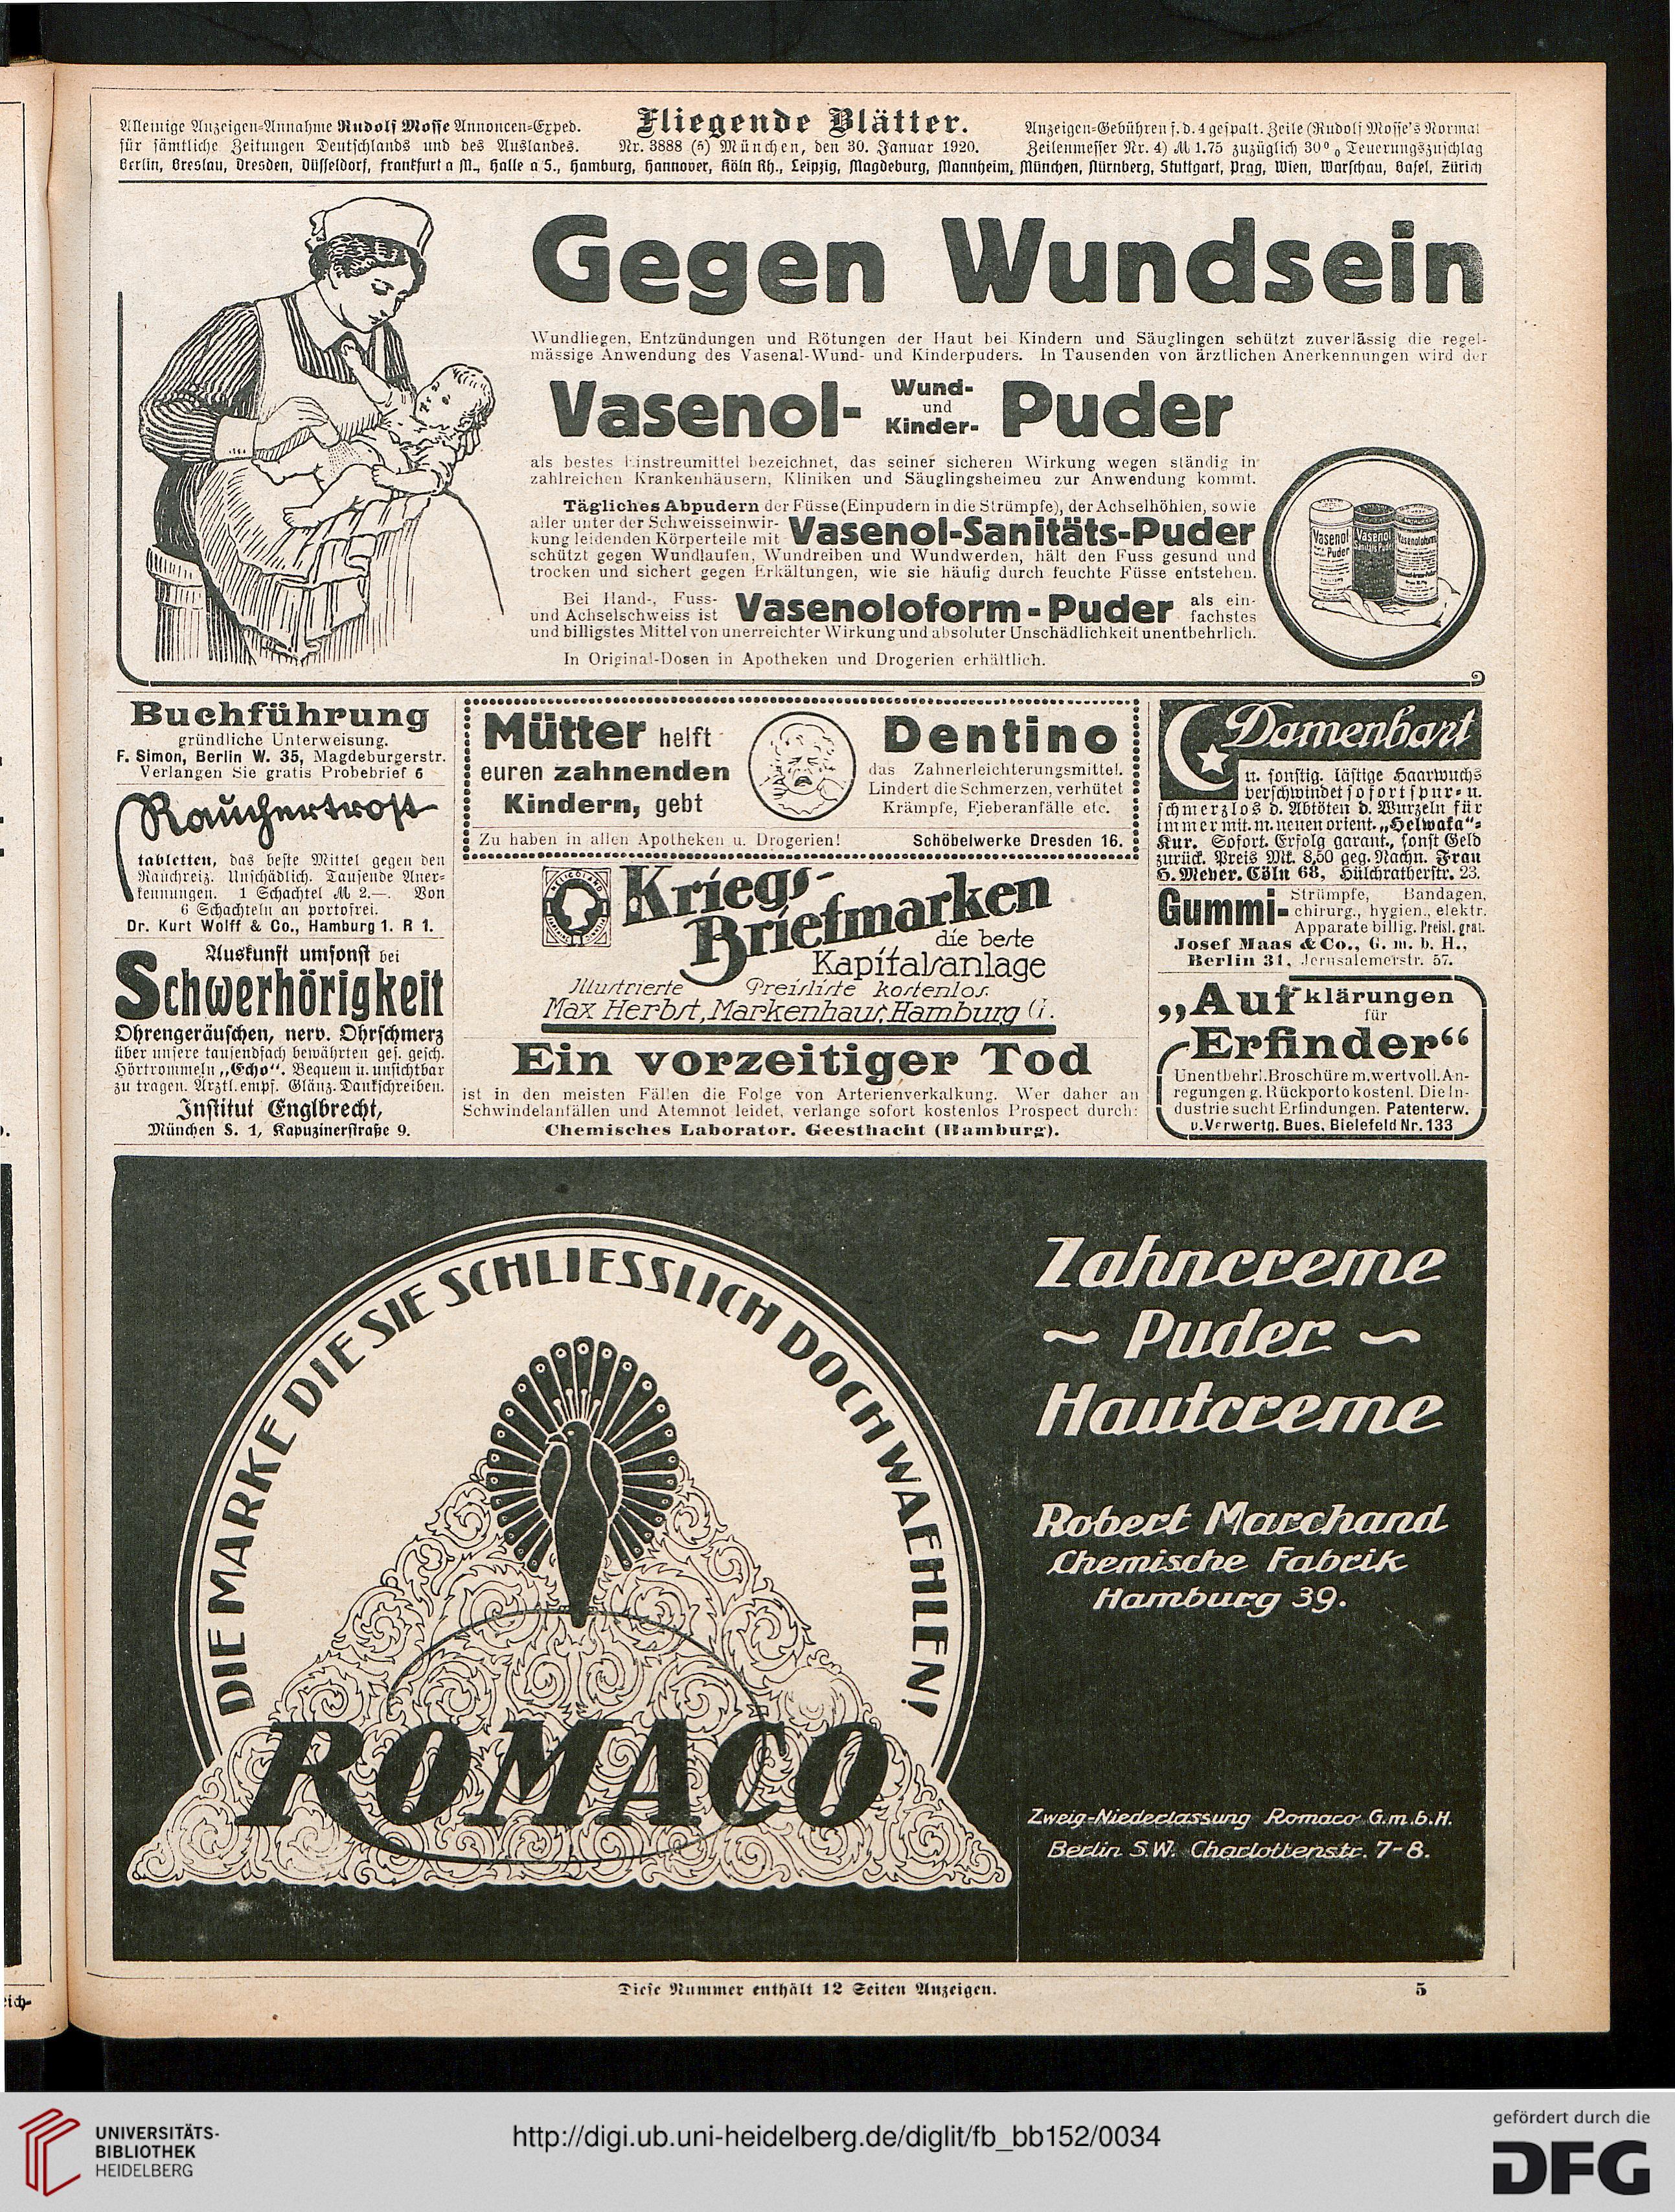 Alleinige Anzeigen-Annahme Rudolf Mosse Annoncen-Exped.
für sämtliche Zeitungen Deutschlands und des Auslandes.
Fliegende Blätter.
Nr. 3888 (5) München, den 30. Januar 1920.
Anzeigen-Gebühren f. d. 4 gespalt. Zeile (Rudolf Mosse's Normal
Zeilenmesser Nr. 4) M 1.75 zuzüglich 30% Teuerungszuschlag
Berlin, Breslau, Dresden, Düsseldorf, Frankfurt a M., Halle a S., Hamburg, Hannover, Köln Rh., Leipzig, Magdeburg, Mannheim, München, Nürnberg, Stuttgart, Prag, Wien, Warschau, Basel, Zürich
Gegen Wundsein
Wundliegen, Entzündungen und Rötungen der Haut bei Kindern und Säuglingen schützt zuverlässig die regel-
mässige Anwendung des Vasenal-Wund- und Kinderpuders. In Tausenden von ärztlichen Anerkennungen wird der
Vasenol- Wund- und Kinder- Puder
als bestes Einstreumittel bezeichnet, das seiner sicheren Wirkung wegen ständig in
zahlreichen Krankenhäusern, Kliniken und Säuglingsheimeu zur Anwendung kommt.
Tägliches Abpudern der Füsse (Einpudern in die Strümpfe), der Achselhöhlen, sowie
aller unter der Schweisseinwir-
kung leidenden Körperteile mit Vasenol-Sanitäts-Puder
schützt gegen Wundlaufen, Wundreiben und Wundwerden, hält den Fuss gesund und
trocken und sichert gegen Erkältungen, wie sie häufig durch feuchte Füsse entstehen.
Bei Hand-, Fuss-
und Achselschweiss ist Vasenoloform-Puder als ein-
fachstes
und billigstes Mittel von unerreichter Wirkung und absoluter Unschädlichkeit unentbehrlich.
In Original-Dosen in Apotheken und Drogerien erhältlich.
Vasenol Puder
Vasenol Sanitäts Puder
Vasenoloform
Buchführung
gründliche Unterweisung.
F. Simon, Berlin W. 35, Magdeburgerstr.
Verlangen Sie gratis Probebrief 6
Rauchertrost
tabletten, das beste Mittel gegen den
Rauchreiz. Unschädlich. Tausende Aner-
kennungen. 1 Schachtel M 2.—. Von
6 Schachteln an portofrei.
Dr. Kurt Wolff & Co., Hamburg 1. R 1.
Auskunft umsonst bei
Schwerhörigkeit
Ohrengeräuschen, nerv. Ohrschmerz
über unsere tausendfach bewährten ges. gesch.
Hörtrommeln „Echo“. Bequem u. unsichtbar
zu tragen. Ärztl. empf. Glänz. Dankschreiben.
Institut Englbrecht,
München S. 1, Kapuzinerstraße 9.
Mütter helft
euren zahnenden
Kindern, gebt
Dentino
das Zahnerleichterungsmittel.
Lindert die Schmerzen, verhütet
Krämpfe, Fieberanfälle etc.
Zu haben in allen Apotheken u. Drogerien! Schöbelwerke Dresden 16.
HELIGOLAND
Kriegs-
Briefmarken
die beste
Kapitalsanlage
Illustrierte Preisliste kostenlos.
Max Herbst, Markenhaus, Hamburg G.
Ein vorzeitiger Tod
ist in den meisten Fällen die Folge von Arterienverkalkung. Wer daher an
Schwindelanfällen und Atemnot leidet, verlange sofort kostenlos Prospect durch:
Chemisches Laborator. Geesthacht (Hamburg).
Damenbart
u. sonstig. lästige Haarwuchs
verschwindet sofort spur- u.
schmerzlos d. Abtöten d. Wurzeln für
immer mit. m. neuen orient. „Helwaka“-
Kur. Sofort. Erfolg garant., sonst Geld
zurück. Preis Mk. 8,50 geg. Nachn. Frau
H. Meyer, Cöln 68, Hülchratherstr. 23.
Gummi- Strümpfe, Bandagen,
chirurg., hygien., elektr.
Apparate billig. Preisl. grat.
Josef Maas & Co., G. m. b. H.,
Berlin 31, Jerusalemerstr. 57.
„Aufklärungen
für
Erfinder“
Unentbehrl. Broschüre m. wertvoll. An-
regungen g. Rückporto kostenl. Die In-
dustrie sucht Erfindungen. Patenterw.
u. Verwertg. Bues, Bielefeld Nr. 133
DIE MARKE DIE SIE SCHLIESSLICH DOCH WAEHLEN!
ROMACO
Zahncreme
~ Puder ~
Hautcreme
Robert Marchand
Chemische Fabrik
Hamburg 39.
Zweig-Niederlassung Romaco G.m.b.H.
Berlin S.W. Charlottenstr. 7-8.
Diese Nummer enthält 12 Seiten Anzeigen.
5
UNIVERSITÄTS-
BIBLIOTHEK
HEIDELBERG
http://digi.ub.uni-heidelberg.de/diglit/fb_bb152/0034
gefördert durch die
DFG